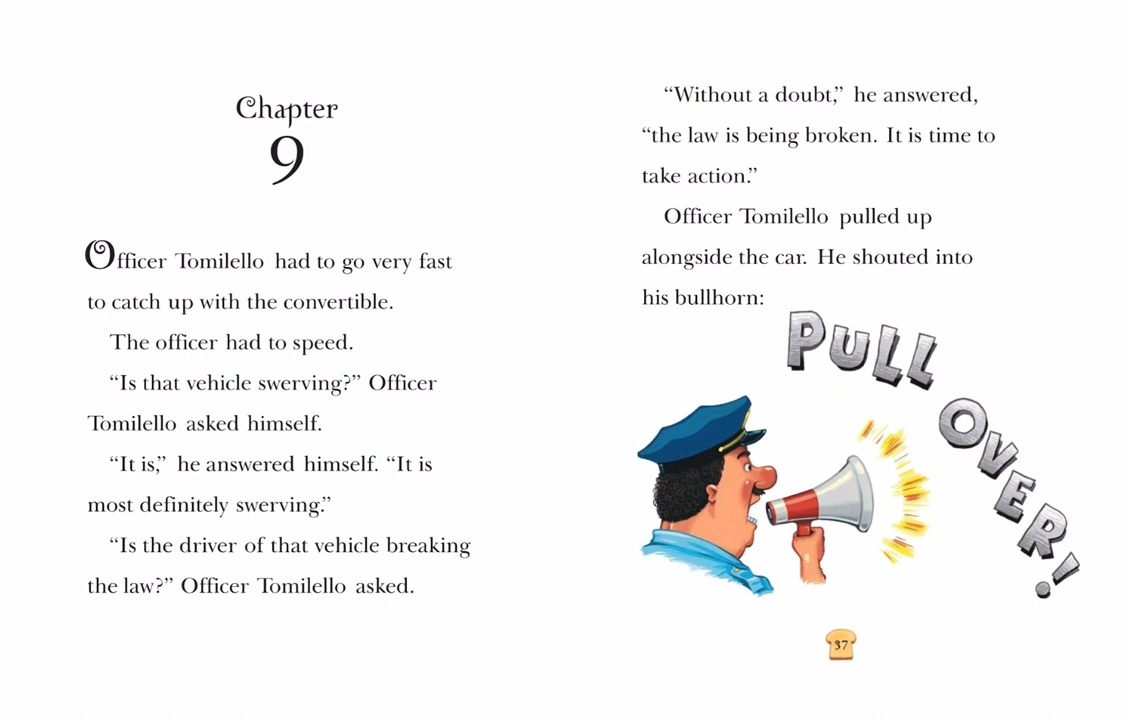 Chapter
9
Officer Tomilello had to go very fast
to catch up with the convertible.
The officer had to speed.
“Is that vehicle swerving?” Officer
Tomilello asked himself.
“It is,” he answered himself. “It is
most definitely swerving.”
“Is the driver of that vehicle breaking
the law?” Officer Tomilello asked.
“Without a doubt,” he answered,
“the law is being broken. It is time to
take action.”
Officer Tomilello pulled up
alongside the car. He shouted into
his bullhorn:
PULL
OVER!
37